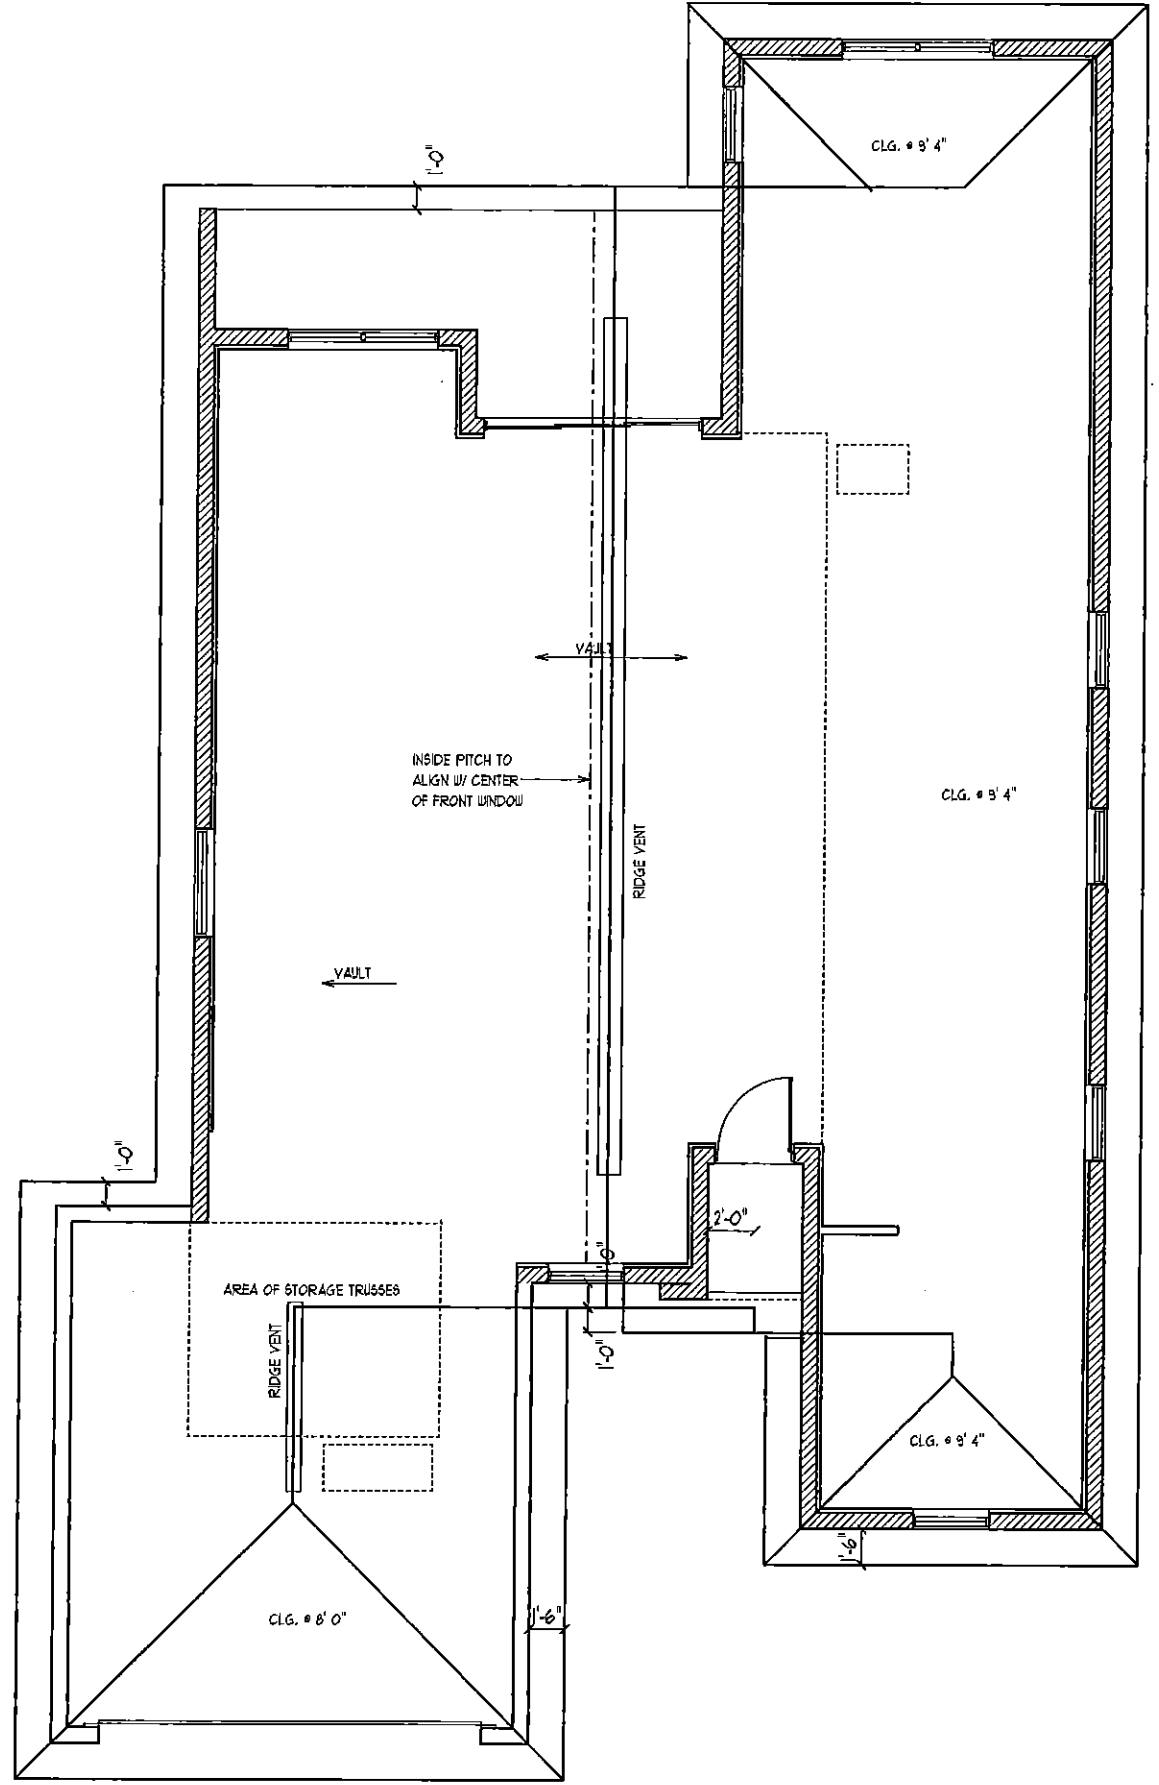 CLG. @ 9' 4"
1'-0"
VAULT
INSIDE PITCH TO
ALIGN W/ CENTER
OF FRONT WINDOW
CLG. @ 9' 4"
RIDGE VENT
VAULT
1'-0"
2'-0"
AREA OF STORAGE TRUSSES
RIDGE VENT
1'-0"
CLG. @ 9' 4"
1'-6"
CLG. @ 8' 0"
1'-6"